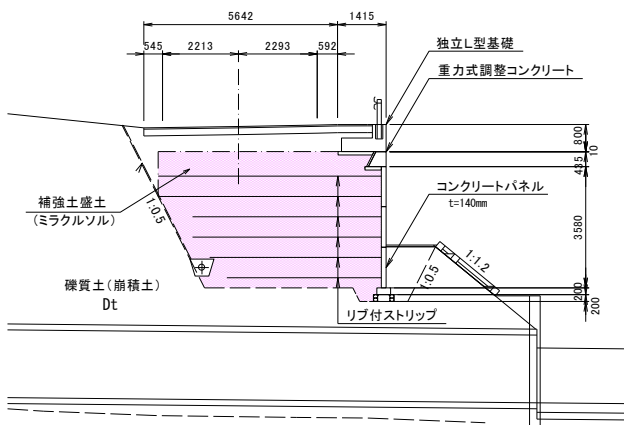 5642
1415
545
2213
2293
592
独立L型基礎
重力式調整コンクリート
800
10
435
補強土盛土
(ミラクルソル)
1:0.5
コンクリートパネル
t=140mm
3580
1:1.2
1:0.5
礫質土(崩積土)
Dt
200
200
リブ付ストリップ